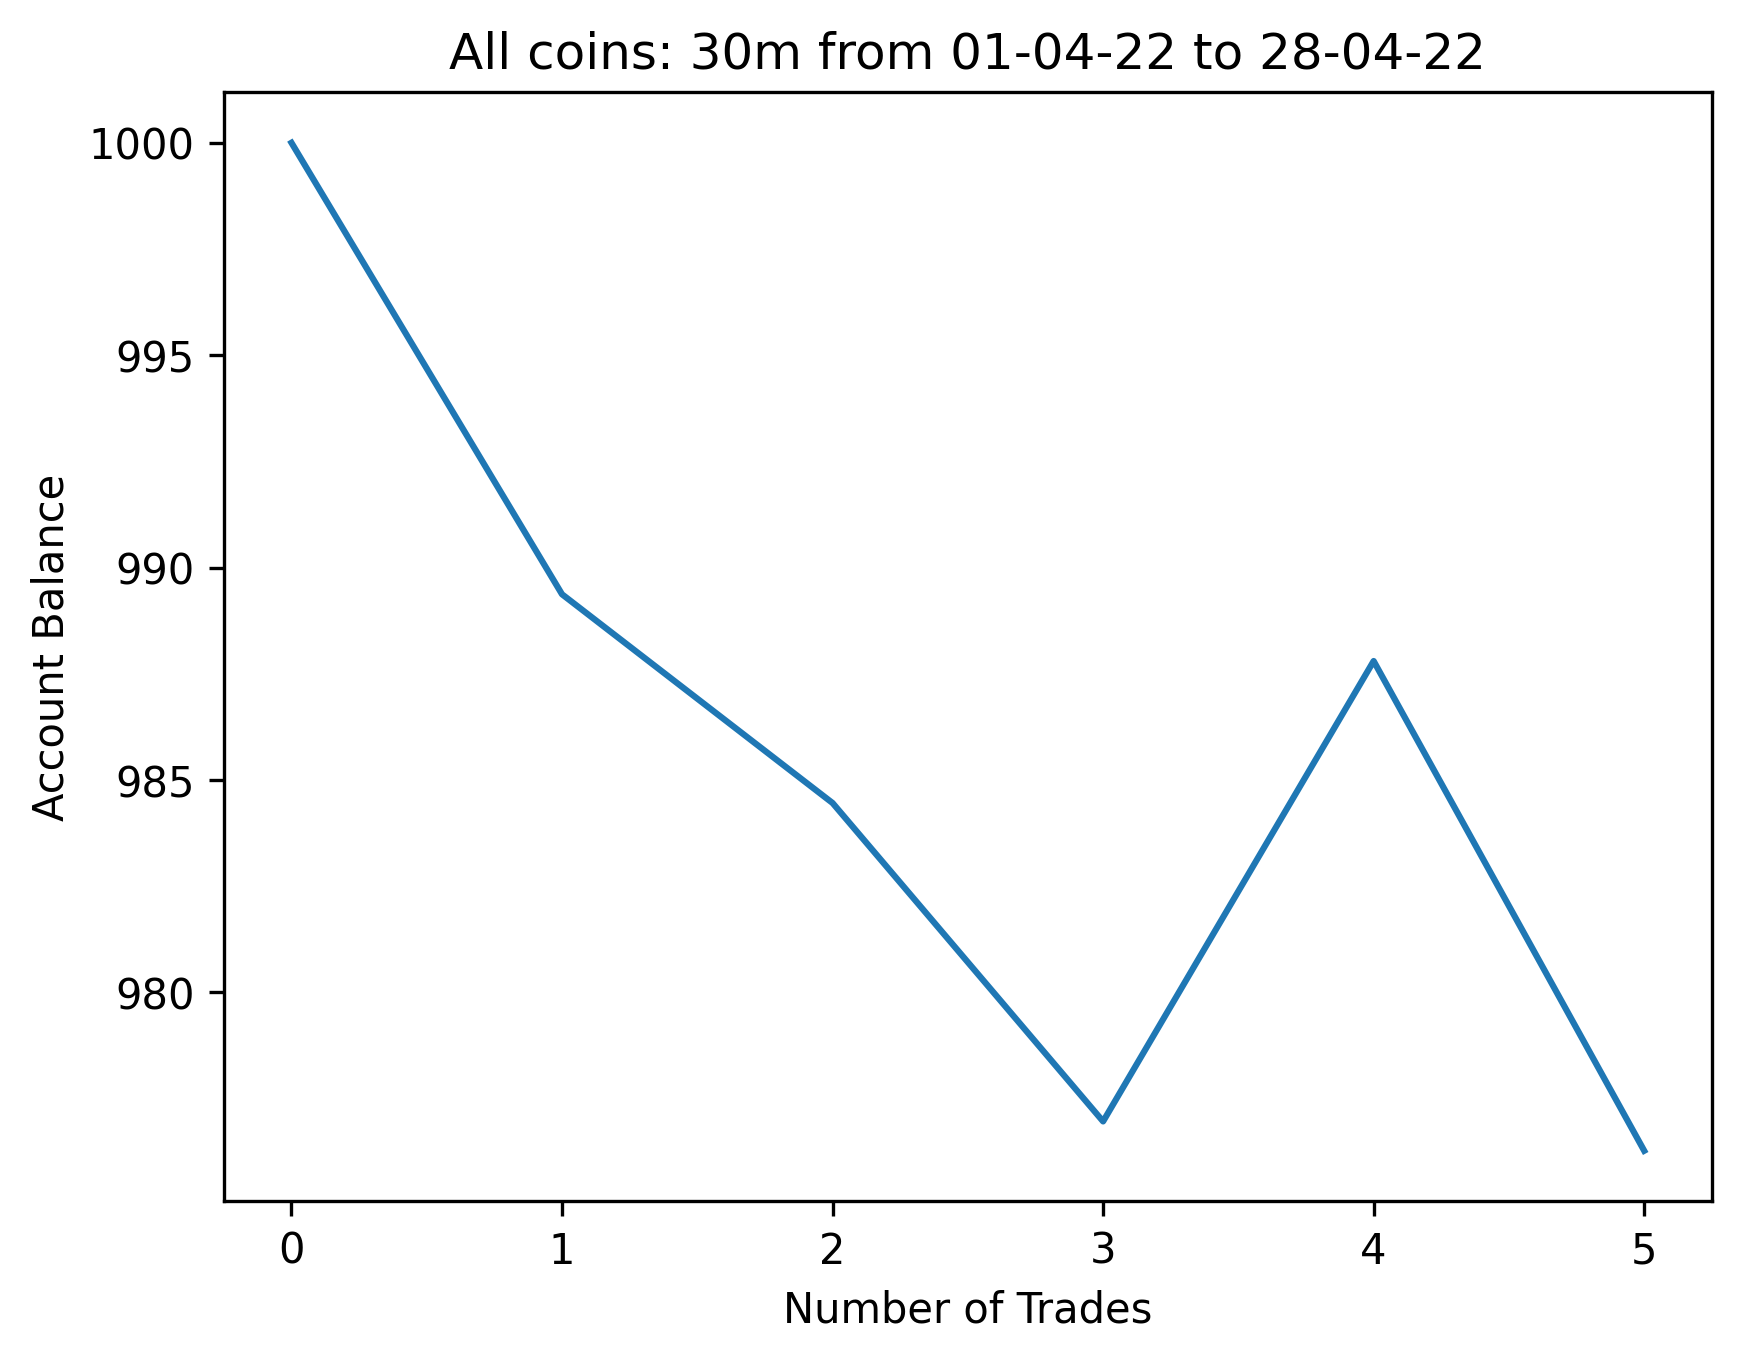 All coins: 30m from 01-04-22 to 28-04-22
1000
995
990
985
980
Account Balance
0 1 2 3 4 5
Number of Trades